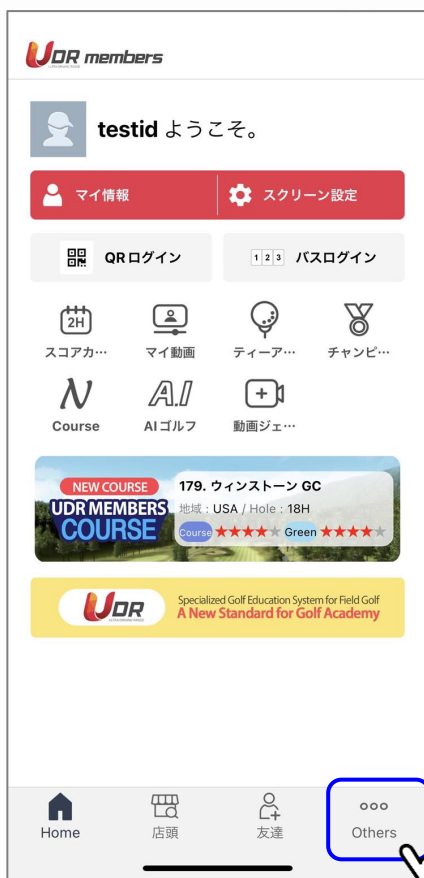 UDR members
testid ようこそ。
マイ情報
スクリーン設定
QRログイン
1 2 3 バスログイン
2H
スコアカ…
マイ動画
ティーア…
チャンピ…
N
A.I
Course
AIゴルフ
動画ジェ…
NEW COURSE
UDR MEMBERS
COURSE
179. ウィンストーン GC
地域 : USA / Hole : 18H
Course ★★★★★ Green ★★★★★
UDR
Specialized Golf Education System for Field Golf
A New Standard for Golf Academy
Home
店頭
友達
Others